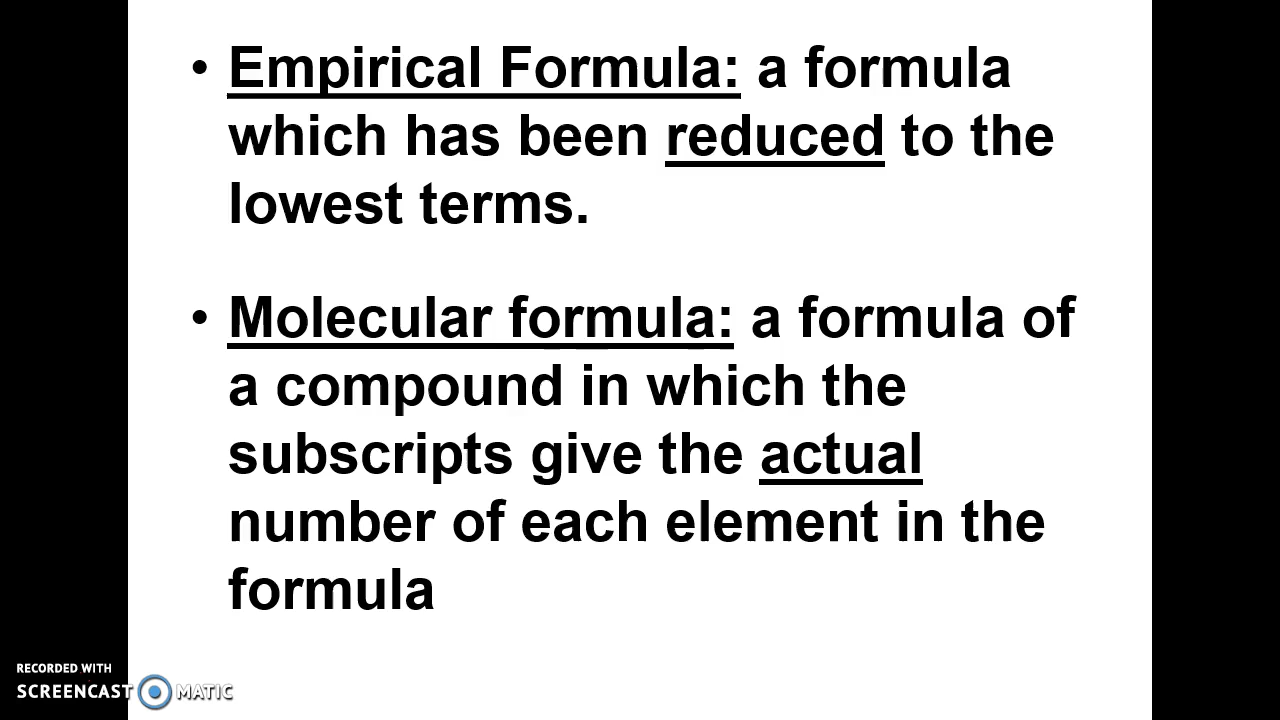 • Empirical Formula: a formula
which has been reduced to the
lowest terms.
• Molecular formula: a formula of
a compound in which the
subscripts give the actual
number of each element in the
formula
RECORDED WITH
SCREENCAST MATIC